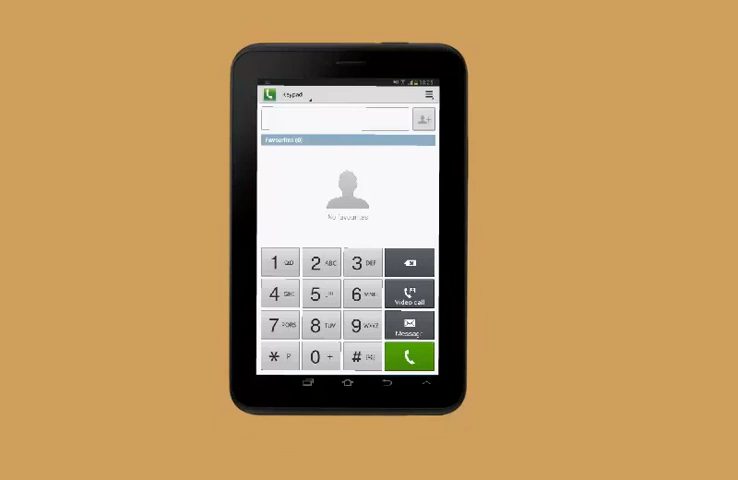 Keypad
Favourites (0)
No favourites
1
2 ABC
3 DEF
4 GHI
5
6 MNO
Video call
7 PQRS
8 TUV
9 WXYZ
Message
* P
0 +
#